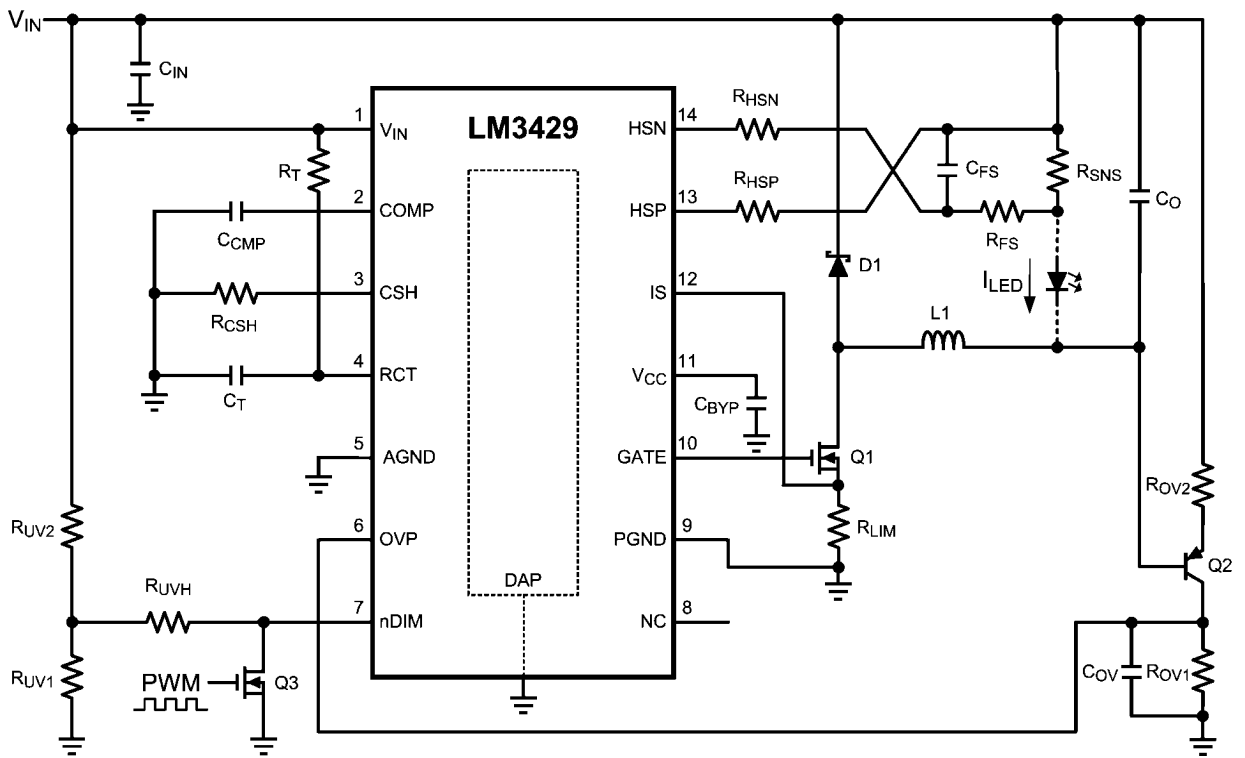 VIN
CIN
LM3429
RHSN
1
VIN
HSN
14
RT
RHSP
CFS
RSNS
2
COMP
HSP
13
CO
CCMP
RFS
D1
3
CSH
IS
12
ILED
RCSH
L1
4
RCT
VCC
11
CT
CBYP
5
AGND
GATE
10
Q1
ROV2
RUV2
6
OVP
PGND
9
RLIM
DAP
Q2
RUVH
7
nDIM
NC
8
RUV1
PWM
Q3
COV
ROV1